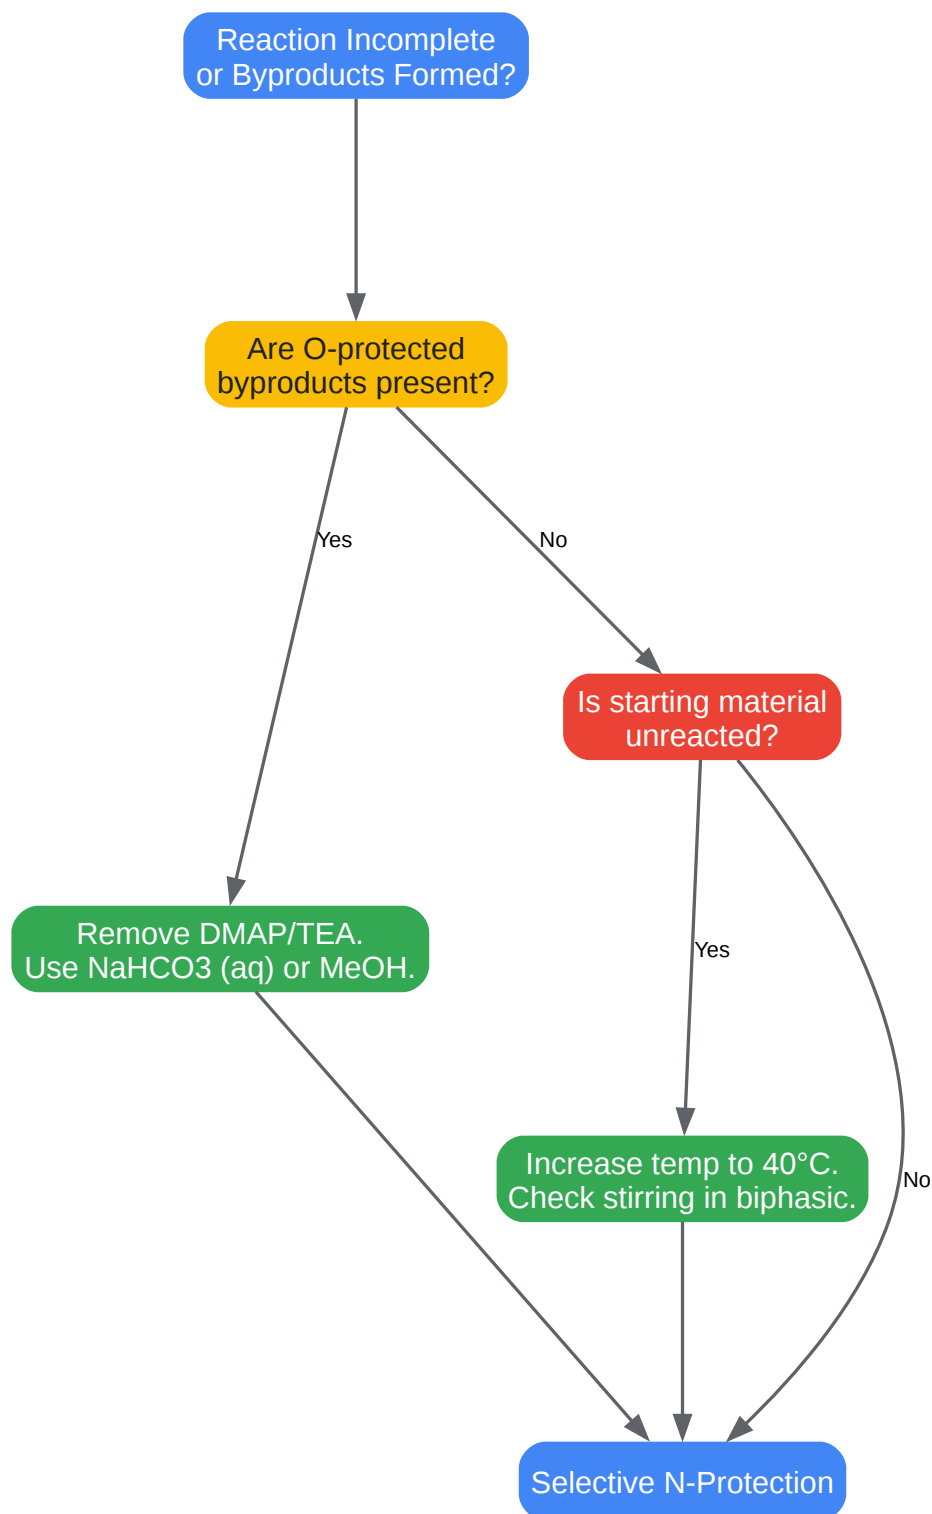 Reaction Incomplete
or Byproducts Formed?
Are O-protected
byproducts present?
Yes
No
Is starting material
unreacted?
Remove DMAP/TEA.
Use NaHCO3 (aq) or MeOH.
Yes
Increase temp to 40°C.
Check stirring in biphasic.
No
Selective N-Protection